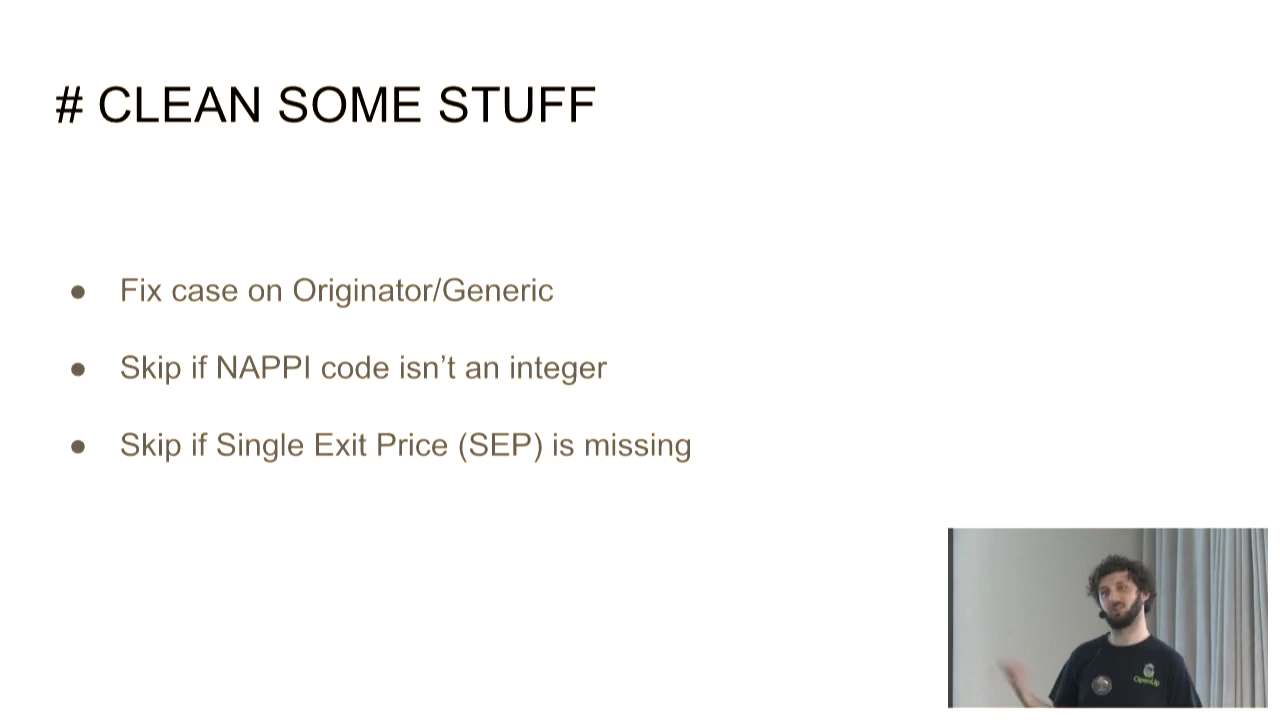 # CLEAN SOME STUFF
● Fix case on Originator/Generic
● Skip if NAPPI code isn’t an integer
● Skip if Single Exit Price (SEP) is missing
OpenUp